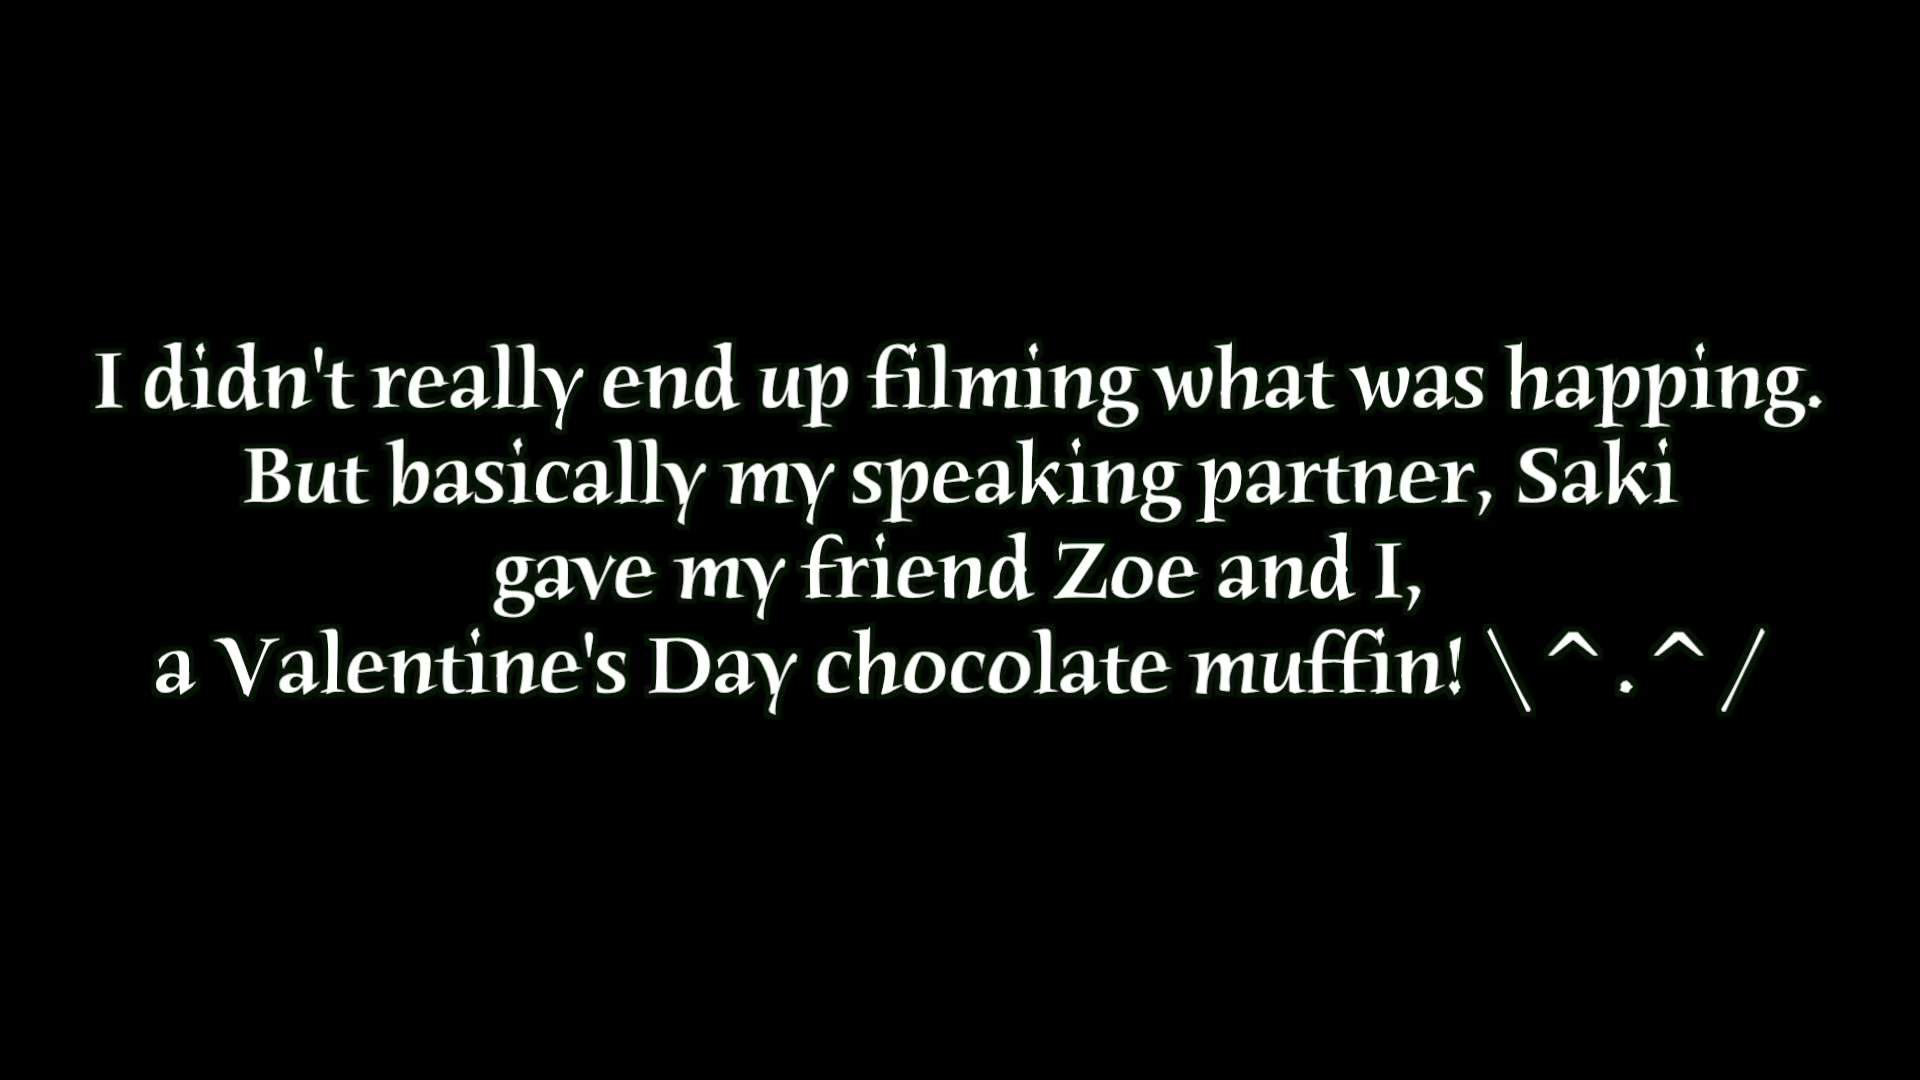 I didn't really end up filming what was happing.
But basically my speaking partner, Saki
gave my friend Zoe and I,
a Valentine's Day chocolate muffin! \^.^/